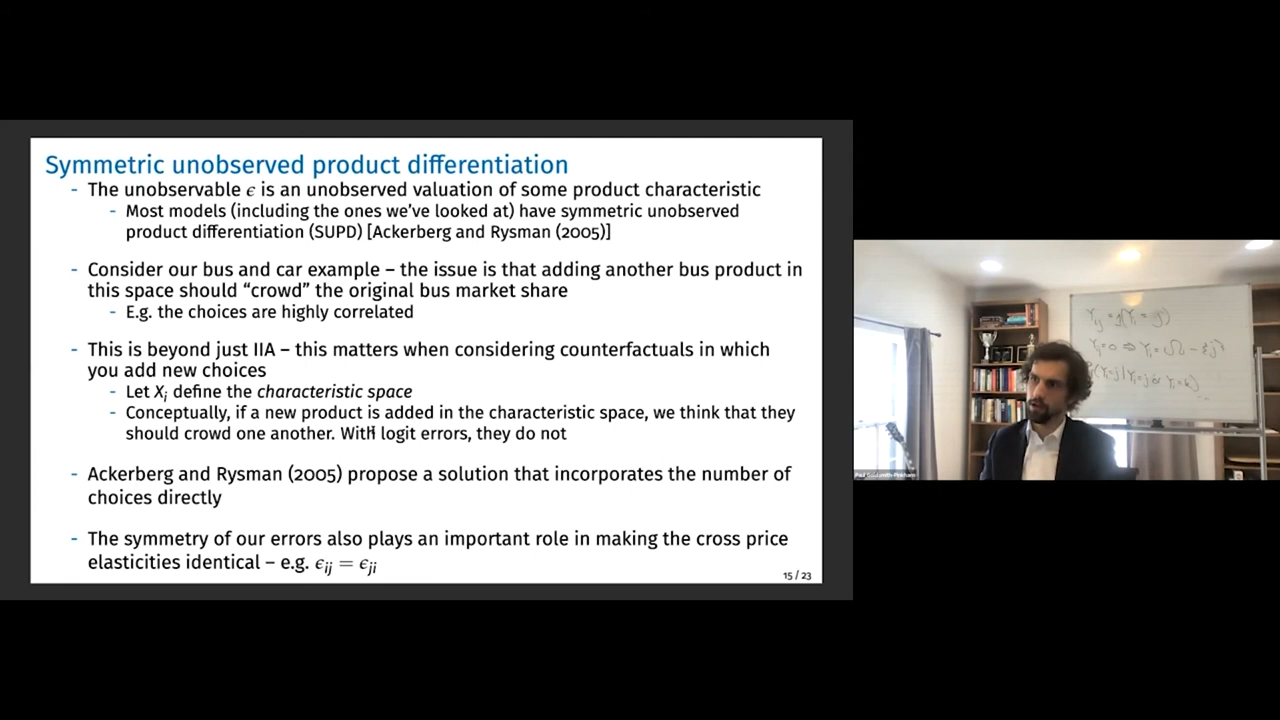 Symmetric unobserved product differentiation
- The unobservable ϵ is an unobserved valuation of some product characteristic
- Most models (including the ones we've looked at) have symmetric unobserved
product differentiation (SUPD) [Ackerberg and Rysman (2005)]
- Consider our bus and car example – the issue is that adding another bus product in
this space should “crowd” the original bus market share
- E.g. the choices are highly correlated
- This is beyond just IIA – this matters when considering counterfactuals in which
you add new choices
- Let Xᵢ define the characteristic space
- Conceptually, if a new product is added in the characteristic space, we think that they
should crowd one another. With logit errors, they do not
- Ackerberg and Rysman (2005) propose a solution that incorporates the number of
choices directly
- The symmetry of our errors also plays an important role in making the cross price
elasticities identical – e.g. ϵᵢⱼ = ϵⱼᵢ
15 / 23
Paul Goldsmith-Pinkham